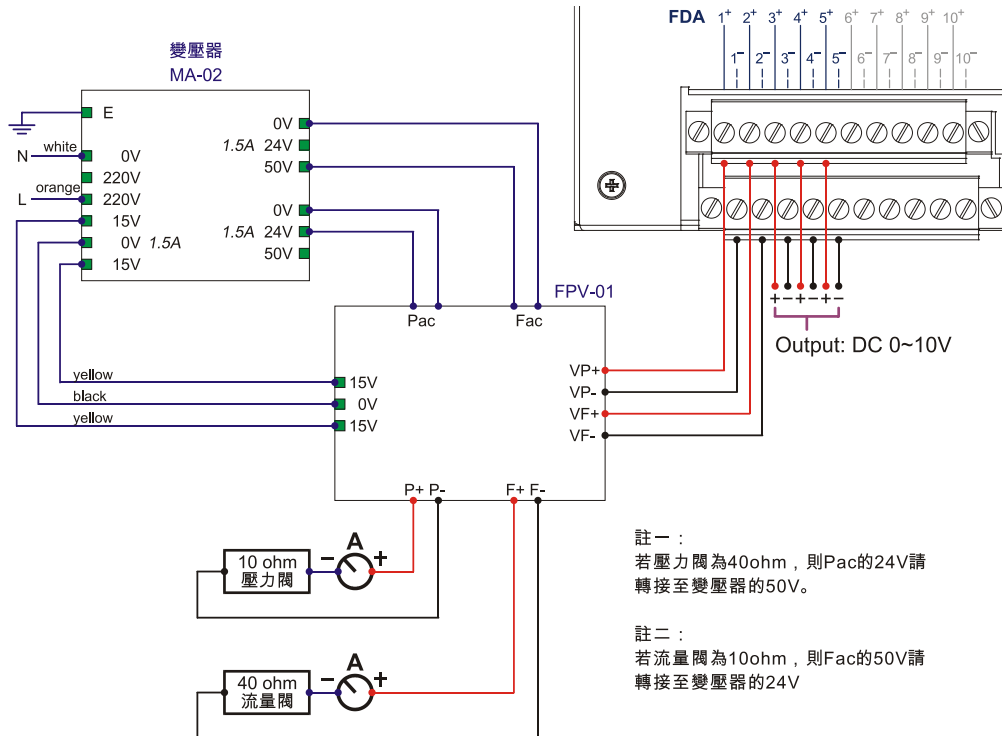 FDA 1+ 2+ 3+ 4+ 5+ 6+ 7+ 8+ 9+ 10+
1- 2- 3- 4- 5- 6- 7- 8- 9- 10-
變壓器
MA-02
E
N white 0V
220V
L orange 220V
15V
0V 1.5A
15V
0V
1.5A 24V
50V
0V
1.5A 24V
50V
FPV-01
Pac Fac
Output: DC 0~10V
yellow 15V
black 0V
yellow 15V
VP+
VP-
VF+
VF-
P+ P- F+ F-
+ - + - + -
10 ohm
壓力閥
- A +
40 ohm
流量閥
- A +
註一：
若壓力閥為40ohm，則Pac的24V請
轉接至變壓器的50V。
註二：
若流量閥為10ohm，則Fac的50V請
轉接至變壓器的24V